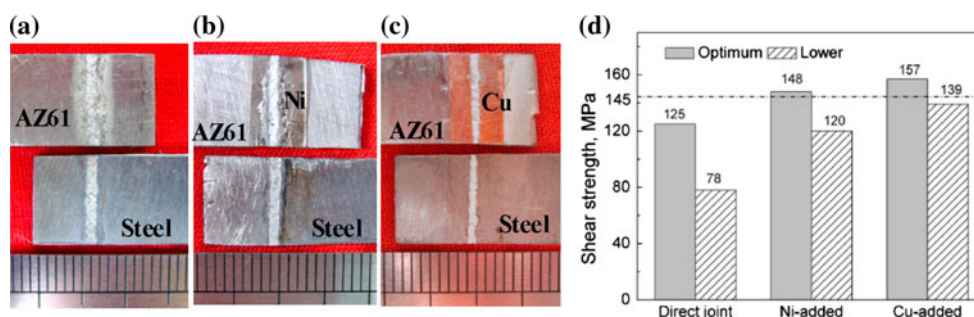 (a)
AZ61
Steel
(b)
Ni
AZ61
Steel
(c)
Cu
AZ61
Steel
(d)
Shear strength, MPa
160
145
120
80
40
0
Optimum
Lower
125
78
148
120
157
139
Direct joint
Ni-added
Cu-added